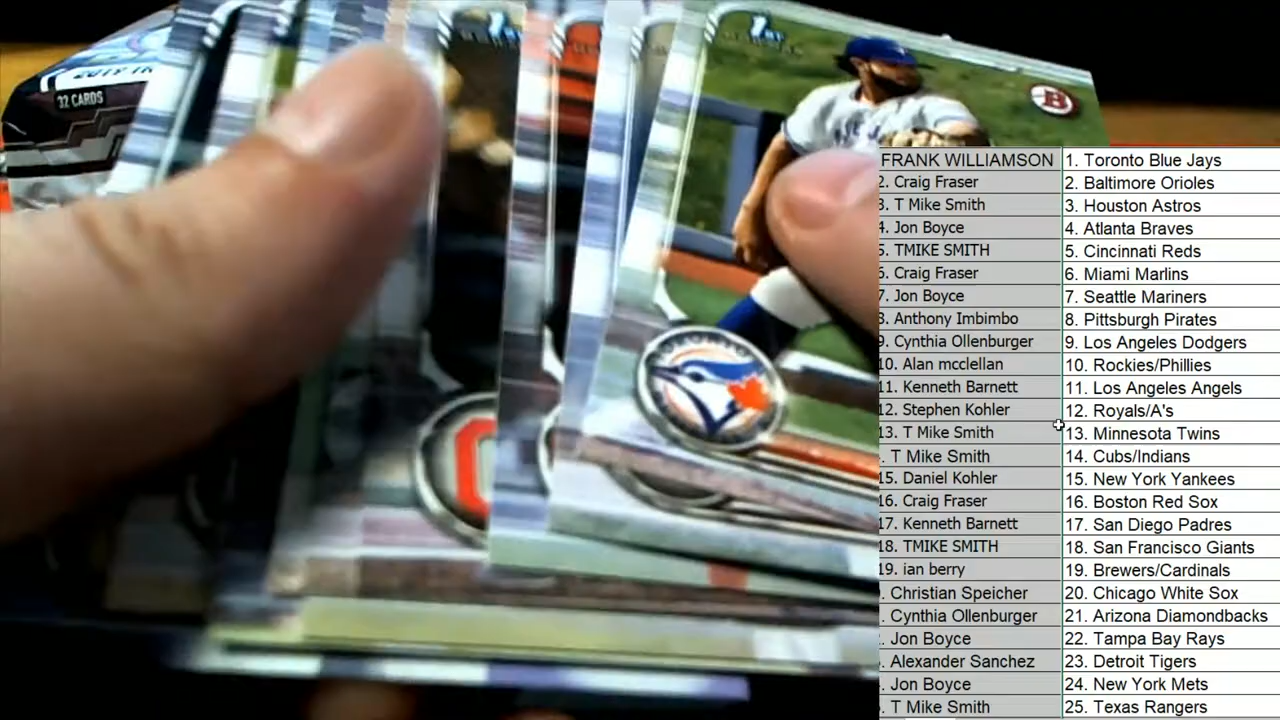 2019
32 CARDS
1ST
BOWMAN
B
TORONTO
FRANK WILLIAMSON 1. Toronto Blue Jays
2. Craig Fraser 2. Baltimore Orioles
3. T Mike Smith 3. Houston Astros
4. Jon Boyce 4. Atlanta Braves
5. TMIKE SMITH 5. Cincinnati Reds
6. Craig Fraser 6. Miami Marlins
7. Jon Boyce 7. Seattle Mariners
8. Anthony Imbimbo 8. Pittsburgh Pirates
9. Cynthia Ollenburger 9. Los Angeles Dodgers
10. Alan mcclellan 10. Rockies/Phillies
11. Kenneth Barnett 11. Los Angeles Angels
12. Stephen Kohler 12. Royals/A's
13. T Mike Smith 13. Minnesota Twins
. T Mike Smith 14. Cubs/Indians
15. Daniel Kohler 15. New York Yankees
16. Craig Fraser 16. Boston Red Sox
17. Kenneth Barnett 17. San Diego Padres
18. TMIKE SMITH 18. San Francisco Giants
19. ian berry 19. Brewers/Cardinals
. Christian Speicher 20. Chicago White Sox
. Cynthia Ollenburger 21. Arizona Diamondbacks
. Jon Boyce 22. Tampa Bay Rays
. Alexander Sanchez 23. Detroit Tigers
. Jon Boyce 24. New York Mets
. T Mike Smith 25. Texas Rangers